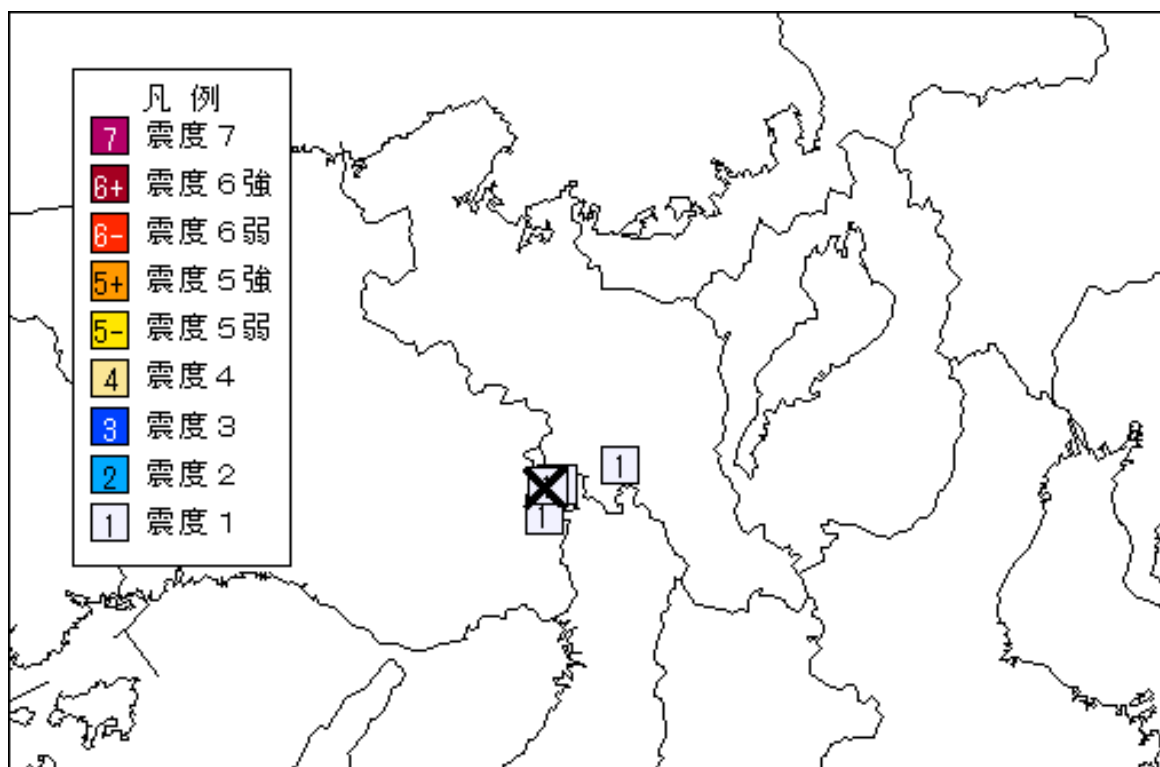 凡 例
7 震度７
6+ 震度６強
6- 震度６弱
5+ 震度５強
5- 震度５弱
4 震度４
3 震度３
2 震度２
1 震度１
1
1